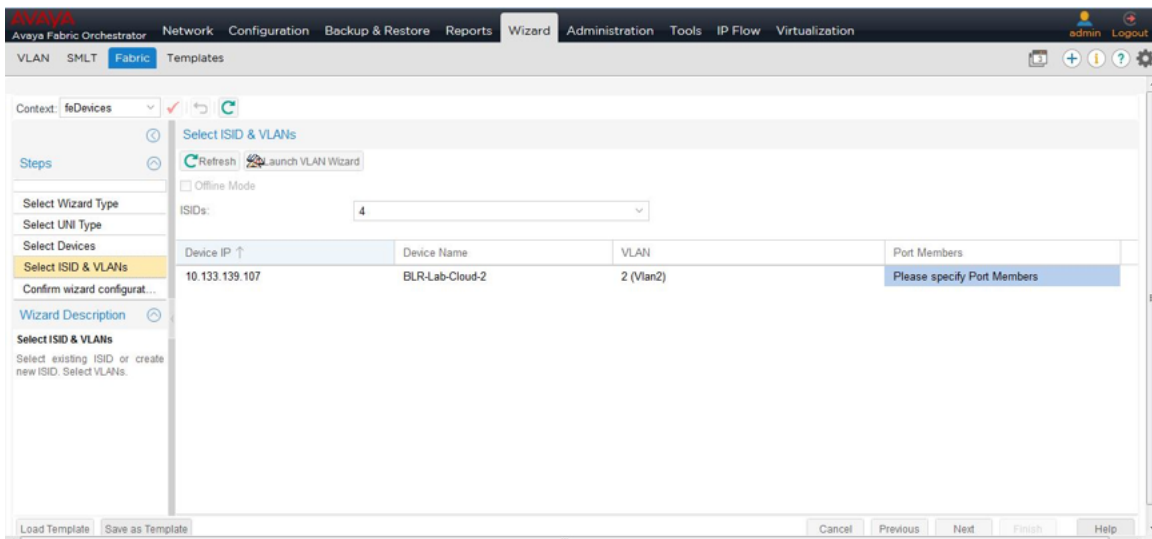 AVAYA
Avaya Fabric Orchestrator
Network Configuration Backup & Restore Reports Wizard Administration Tools IP Flow Virtualization
admin Logout
VLAN SMLT Fabric Templates
Context: feDevices
Select ISID & VLANs
Steps
Refresh Launch VLAN Wizard
Offline Mode
Select Wizard Type
ISIDs: 4
Select UNI Type
Select Devices
Device IP ↑ Device Name VLAN Port Members
Select ISID & VLANs
10.133.139.107 BLR-Lab-Cloud-2 2 (Vlan2) Please specify Port Members
Confirm wizard configurat...
Wizard Description
Select ISID & VLANs
Select existing ISID or create
new ISID. Select VLANs.
Load Template Save as Template Cancel Previous Next Finish Help